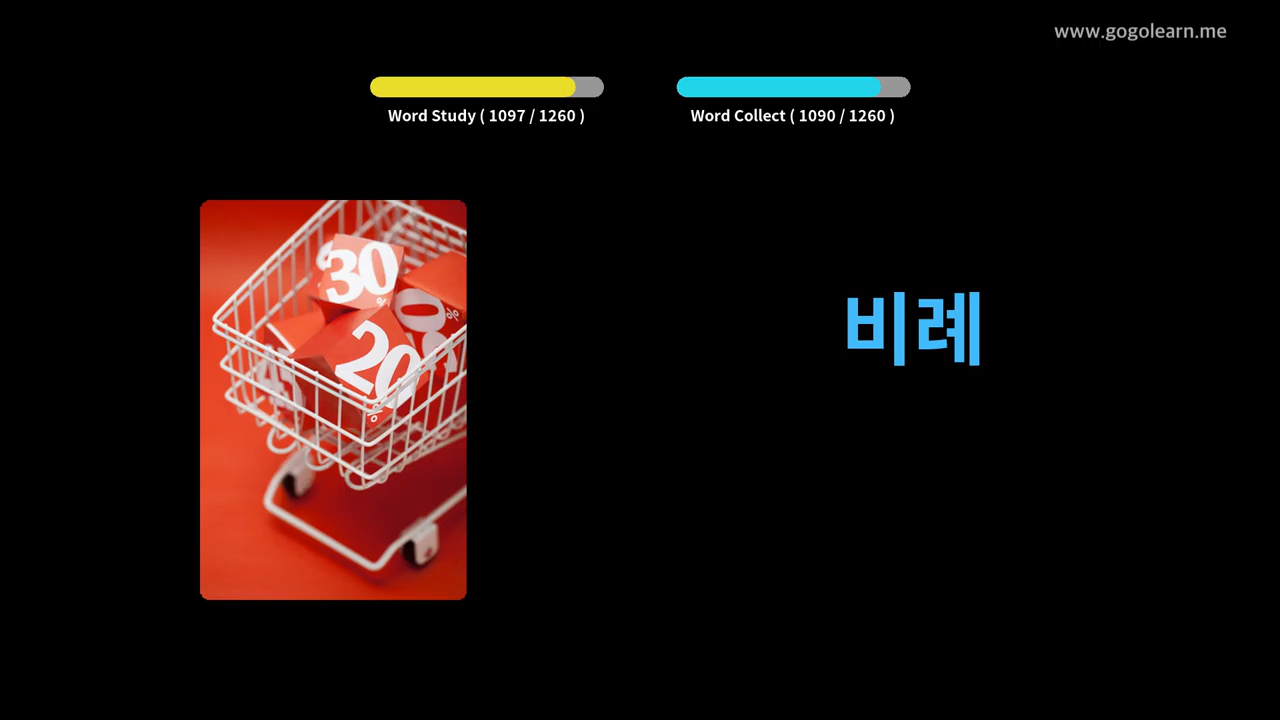 www.gogolearn.me
Word Study ( 1097 / 1260 )
Word Collect ( 1090 / 1260 )
30
%
20
%
비례